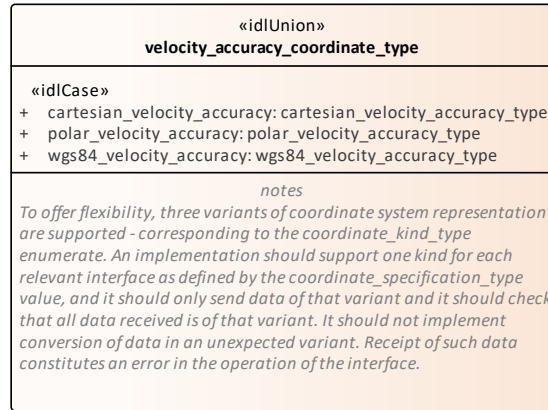 «idlUnion»
velocity_accuracy_coordinate_type
«idlCase»
+ cartesian_velocity_accuracy: cartesian_velocity_accuracy_type
+ polar_velocity_accuracy: polar_velocity_accuracy_type
+ wgs84_velocity_accuracy: wgs84_velocity_accuracy_type
notes
To offer flexibility, three variants of coordinate system representation
are supported - corresponding to the coordinate_kind_type
enumerate. An implementation should support one kind for each
relevant interface as defined by the coordinate_specification_type
value, and it should only send data of that variant and it should check
that all data received is of that variant. It should not implement
conversion of data in an unexpected variant. Receipt of such data
constitutes an error in the operation of the interface.